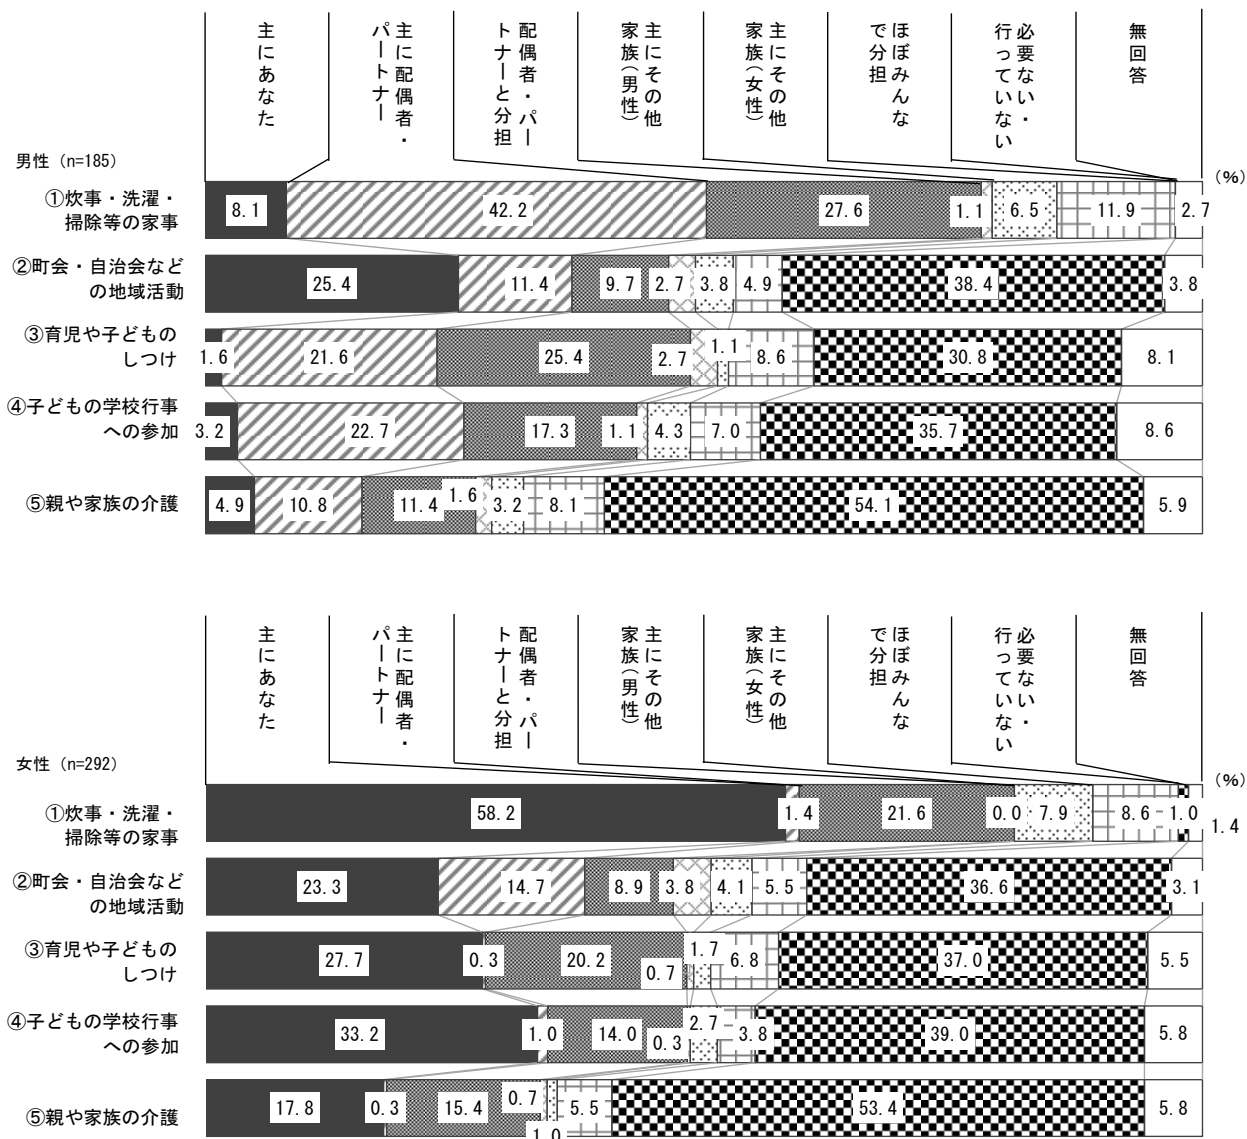 主にあなた
主に配偶者・
パートナー
配偶者・パー
トナーと分担
主にその他
家族(男性)
主にその他
家族(女性)
ほぼみんな
で分担
必要ない・
行っていない
無回答
男性 (n=185)
(%)
①炊事・洗濯・
掃除等の家事
8.1 42.2 27.6 1.1 6.5 11.9 2.7
②町会・自治会など
の地域活動
25.4 11.4 9.7 2.7 3.8 4.9 38.4 3.8
③育児や子どもの
しつけ
1.6 21.6 25.4 2.7 1.1 8.6 30.8 8.1
④子どもの学校行事
への参加
3.2 22.7 17.3 1.1 4.3 7.0 35.7 8.6
⑤親や家族の介護
4.9 10.8 11.4 1.6 3.2 8.1 54.1 5.9
主にあなた
主に配偶者・
パートナー
配偶者・パー
トナーと分担
主にその他
家族(男性)
主にその他
家族(女性)
ほぼみんな
で分担
必要ない・
行っていない
無回答
女性 (n=292)
(%)
①炊事・洗濯・
掃除等の家事
58.2 1.4 21.6 0.0 7.9 8.6 1.0 1.4
②町会・自治会など
の地域活動
23.3 14.7 8.9 3.8 4.1 5.5 36.6 3.1
③育児や子どもの
しつけ
27.7 0.3 20.2 0.7 1.7 6.8 37.0 5.5
④子どもの学校行事
への参加
33.2 1.0 14.0 0.3 2.7 3.8 39.0 5.8
⑤親や家族の介護
17.8 0.3 15.4 0.7 1.0 5.5 53.4 5.8